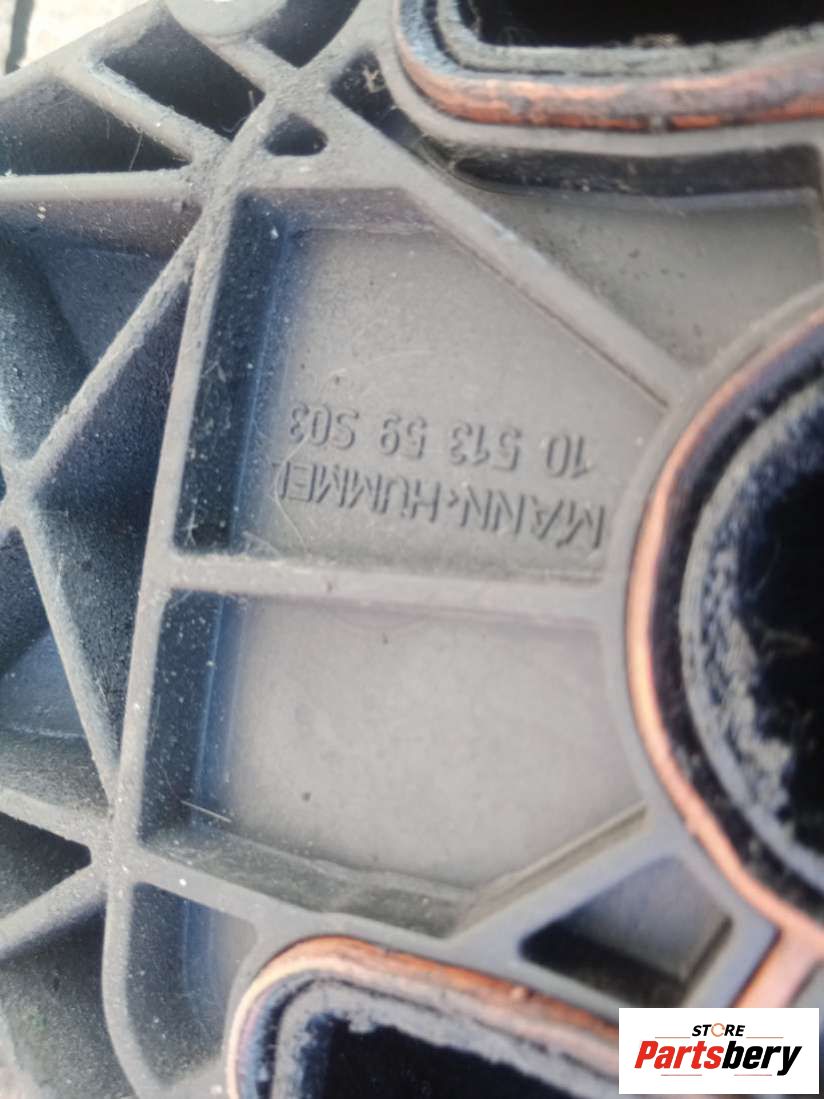 MANN+HUMMEL
10 513 59 S03
STORE
Partsbery